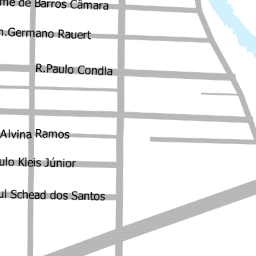 me de Barros Câmara
n.Germano Rauert
R.Paulo Condla
Alvina Ramos
ulo Kleis Júnior
ul Schead dos Santos